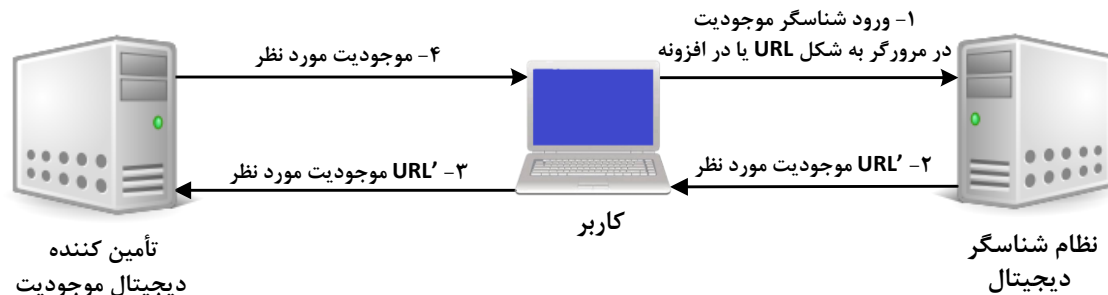 ۱- ورود شناسگر موجودیت
در مرورگر به شکل URL یا در افزونه
۲- URL′ موجودیت مورد نظر
۳- URL′ موجودیت مورد نظر
۴- موجودیت مورد نظر
کاربر
نظام شناسگر
دیجیتال
تأمین کننده
دیجیتال موجودیت